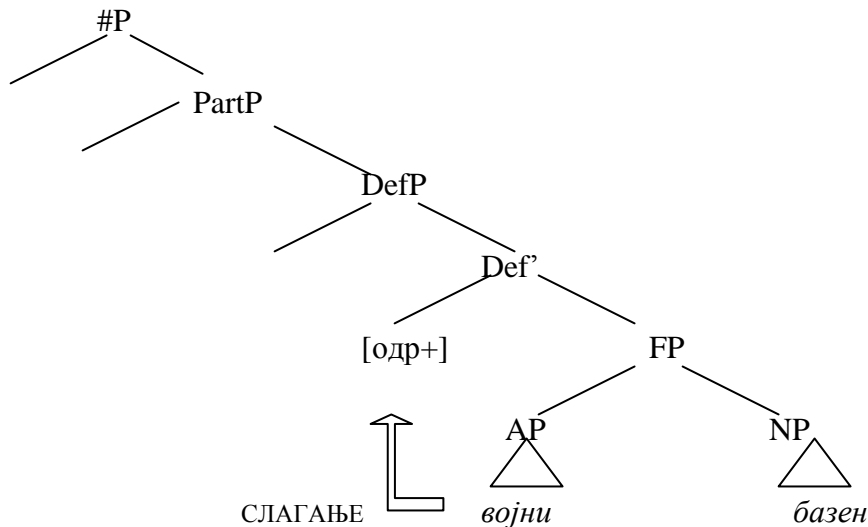 #P
PartP
DefP
Def’
[одр+] FP
AP NP
СЛАГАЊЕ војни базен